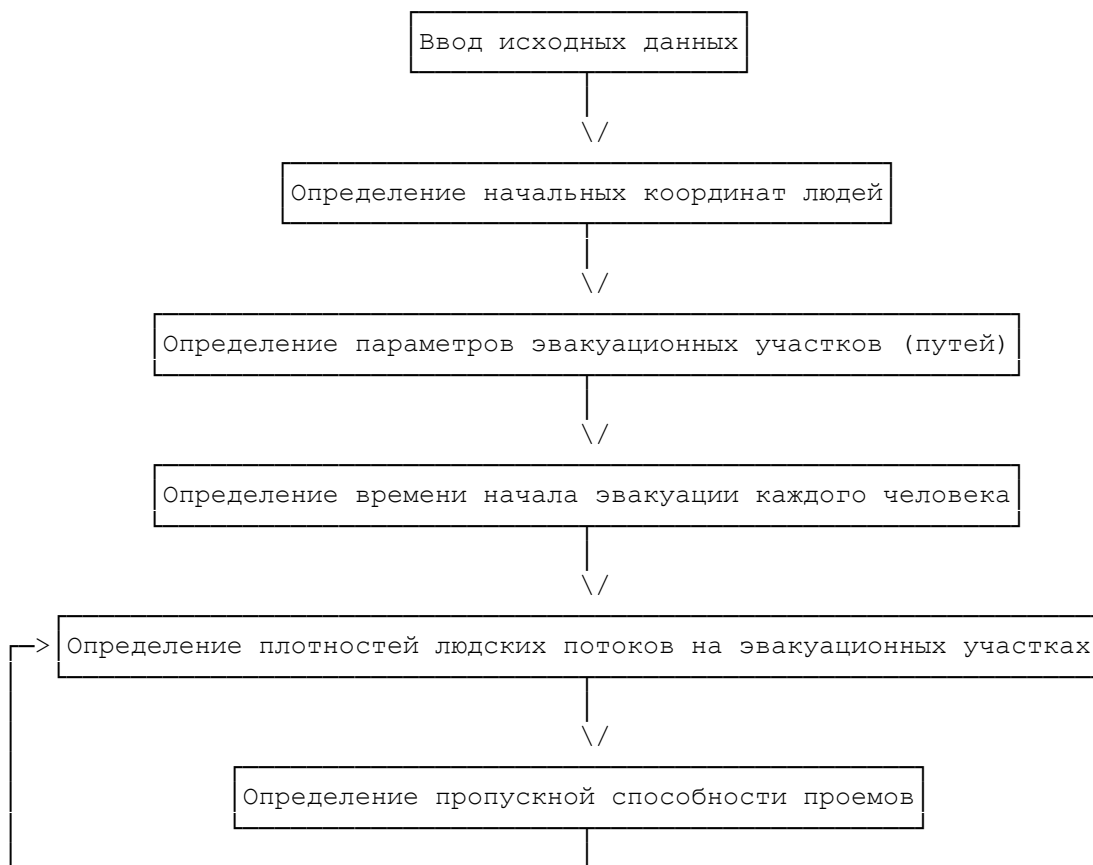 Ввод исходных данных
Определение начальных координат людей
Определение параметров эвакуационных участков (путей)
Определение времени начала эвакуации каждого человека
Определение плотностей людских потоков на эвакуационных участках
Определение пропускной способности проемов